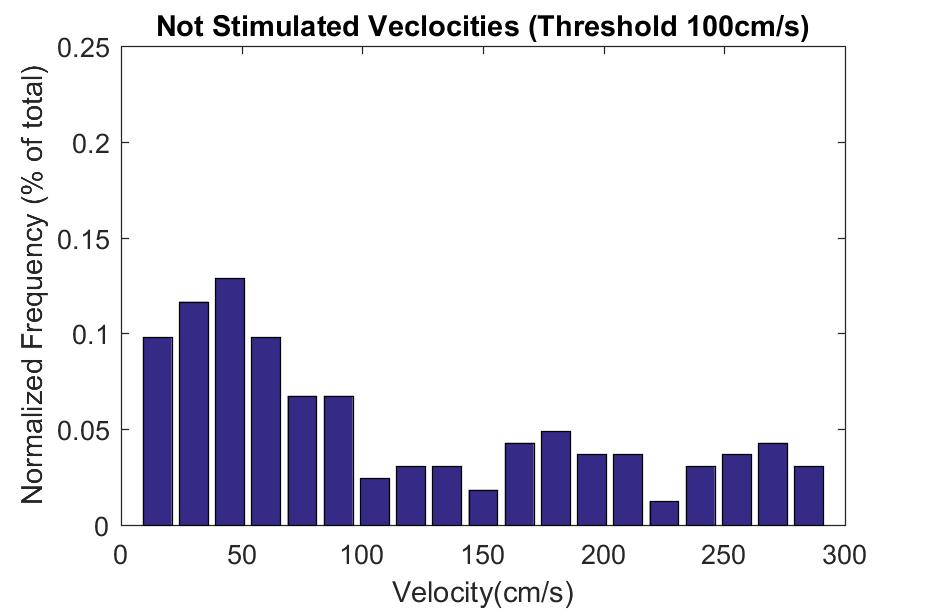 Not Stimulated Veclocities (Threshold 100cm/s)
Normalized Frequency (% of total)
0.25
0.2
0.15
0.1
0.05
0
0 50 100 150 200 250 300
Velocity(cm/s)